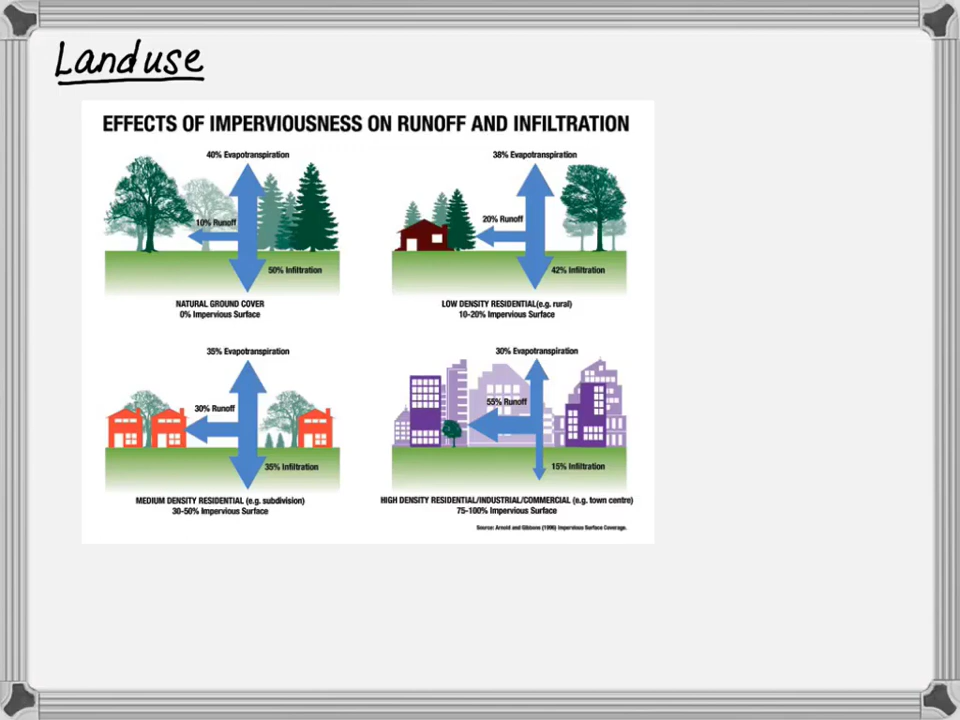 Landuse
EFFECTS OF IMPERVIOUSNESS ON RUNOFF AND INFILTRATION
40% Evapotranspiration
10% Runoff
50% Infiltration
NATURAL GROUND COVER
0% Impervious Surface
38% Evapotranspiration
20% Runoff
42% Infiltration
LOW DENSITY RESIDENTIAL(e.g. rural)
10-20% Impervious Surface
35% Evapotranspiration
30% Runoff
35% Infiltration
MEDIUM DENSITY RESIDENTIAL (e.g. subdivision)
30-50% Impervious Surface
30% Evapotranspiration
55% Runoff
15% Infiltration
HIGH DENSITY RESIDENTIAL/INDUSTRIAL/COMMERCIAL (e.g. town centre)
75-100% Impervious Surface
Source: Arnold and Gibbons (1996) Impervious Surface Coverage.